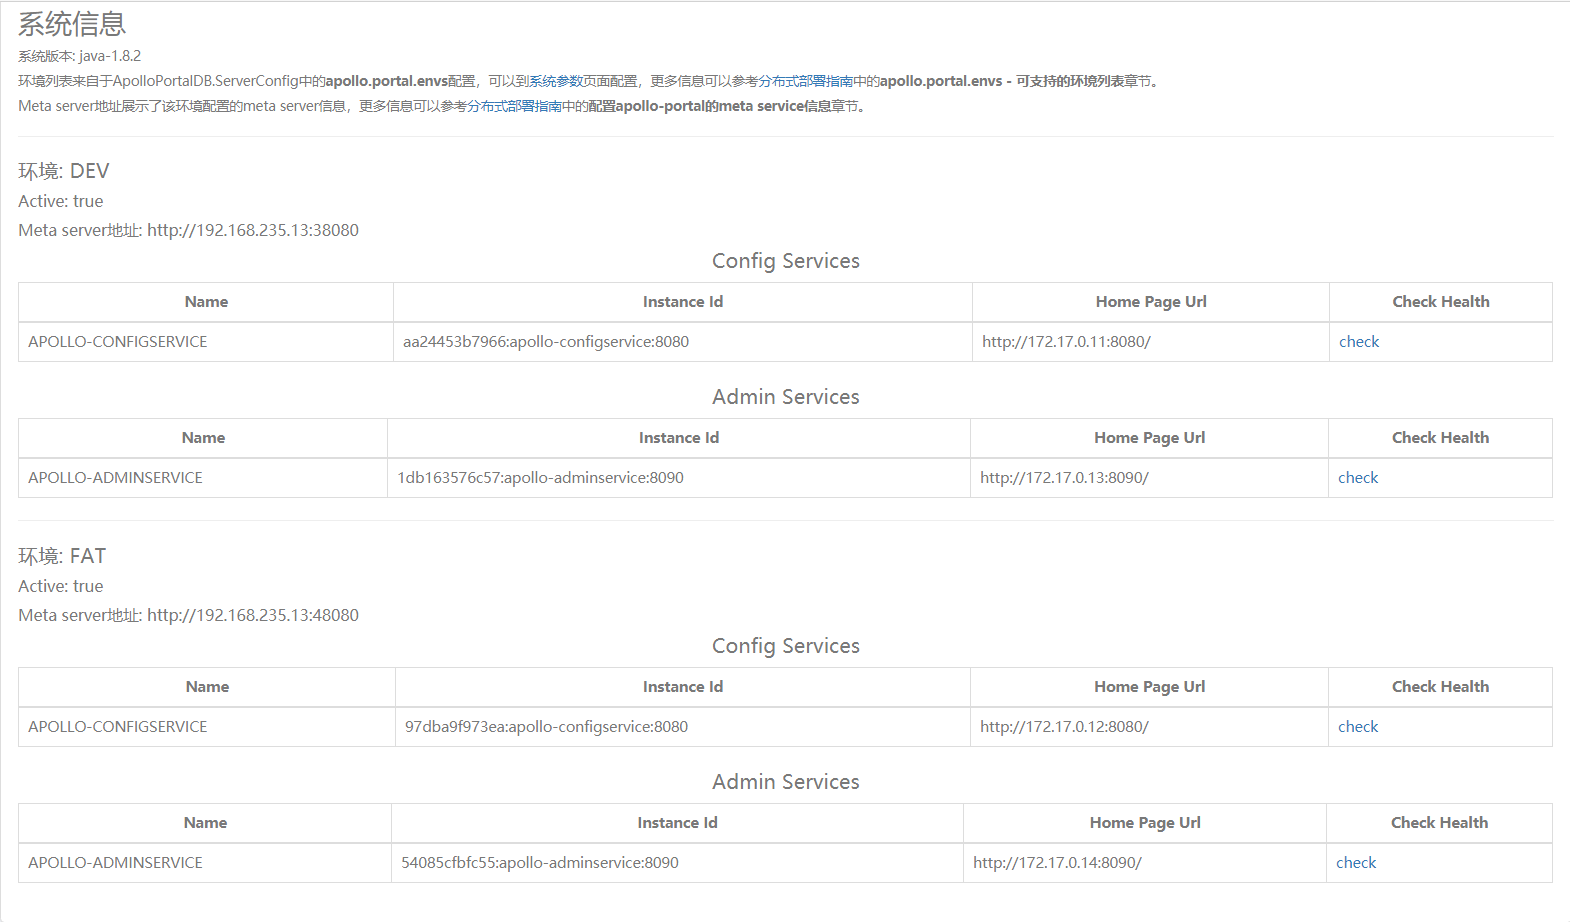 系统信息
系统版本: java-1.8.2
环境列表来自于ApolloPortalDB.ServerConfig中的apollo.portal.envs配置，可以到系统参数页面配置，更多信息可以参考分布式部署指南中的apollo.portal.envs - 可支持的环境列表章节。
Meta server地址展示了该环境配置的meta server信息，更多信息可以参考分布式部署指南中的配置apollo-portal的meta service信息章节。
环境: DEV
Active: true
Meta server地址: http://192.168.235.13:38080
Config Services
Name Instance Id Home Page Url Check Health
APOLLO-CONFIGSERVICE aa24453b7966:apollo-configservice:8080 http://172.17.0.11:8080/ check
Admin Services
Name Instance Id Home Page Url Check Health
APOLLO-ADMINSERVICE 1db163576c57:apollo-adminservice:8090 http://172.17.0.13:8090/ check
环境: FAT
Active: true
Meta server地址: http://192.168.235.13:48080
Config Services
Name Instance Id Home Page Url Check Health
APOLLO-CONFIGSERVICE 97dba9f973ea:apollo-configservice:8080 http://172.17.0.12:8080/ check
Admin Services
Name Instance Id Home Page Url Check Health
APOLLO-ADMINSERVICE 54085cfbfc55:apollo-adminservice:8090 http://172.17.0.14:8090/ check